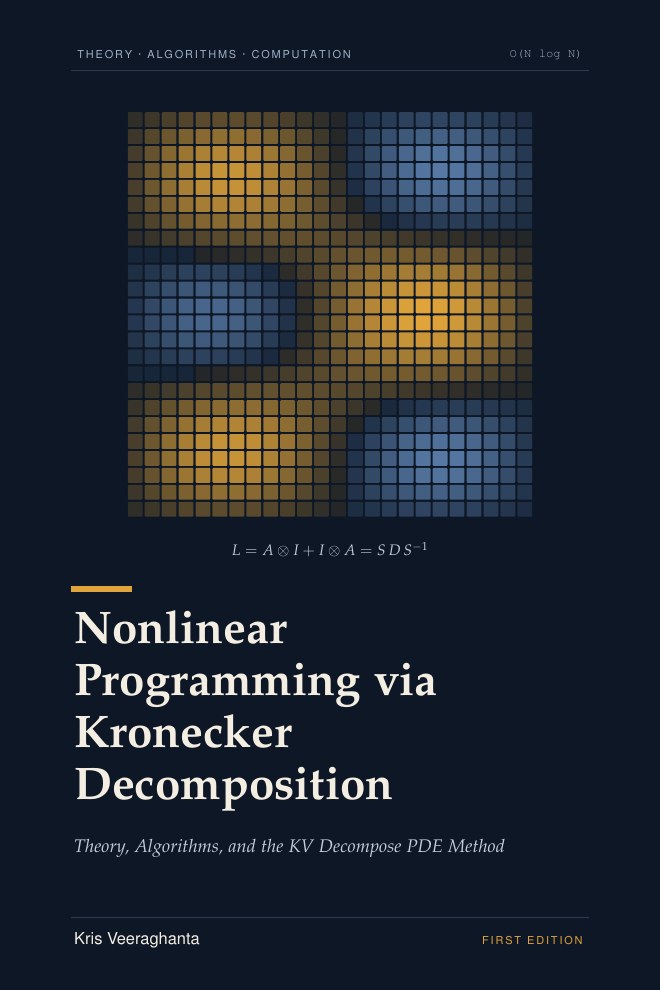 THEORY · ALGORITHMS · COMPUTATION
O(N log N)
L = A ⊗ I + I ⊗ A = S D S⁻¹
Nonlinear
Programming via
Kronecker
Decomposition
Theory, Algorithms, and the KV Decompose PDE Method
Kris Veeraghanta
FIRST EDITION